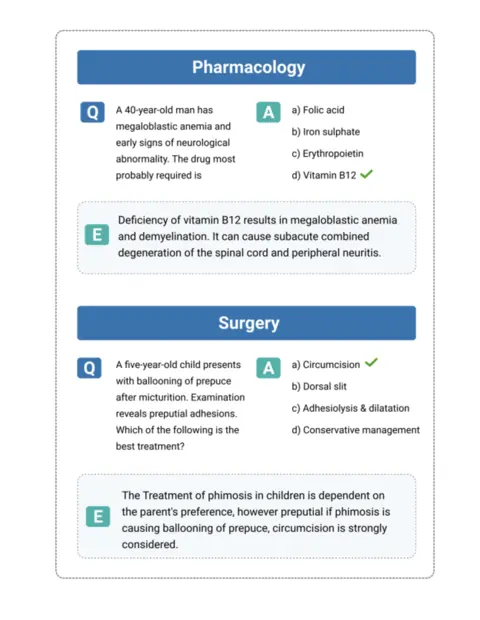 Pharmacology
Q
A 40-year-old man has
megaloblastic anemia and
early signs of neurological
abnormality. The drug most
probably required is
A
a) Folic acid
b) Iron sulphate
c) Erythropoietin
d) Vitamin B12
E
Deficiency of vitamin B12 results in megaloblastic anemia
and demyelination. It can cause subacute combined
degeneration of the spinal cord and peripheral neuritis.
Surgery
Q
A five-year-old child presents
with ballooning of prepuce
after micturition. Examination
reveals preputial adhesions.
Which of the following is the
best treatment?
A
a) Circumcision
b) Dorsal slit
c) Adhesiolysis & dilatation
d) Conservative management
E
The Treatment of phimosis in children is dependent on
the parent's preference, however preputial if phimosis is
causing ballooning of prepuce, circumcision is strongly
considered.